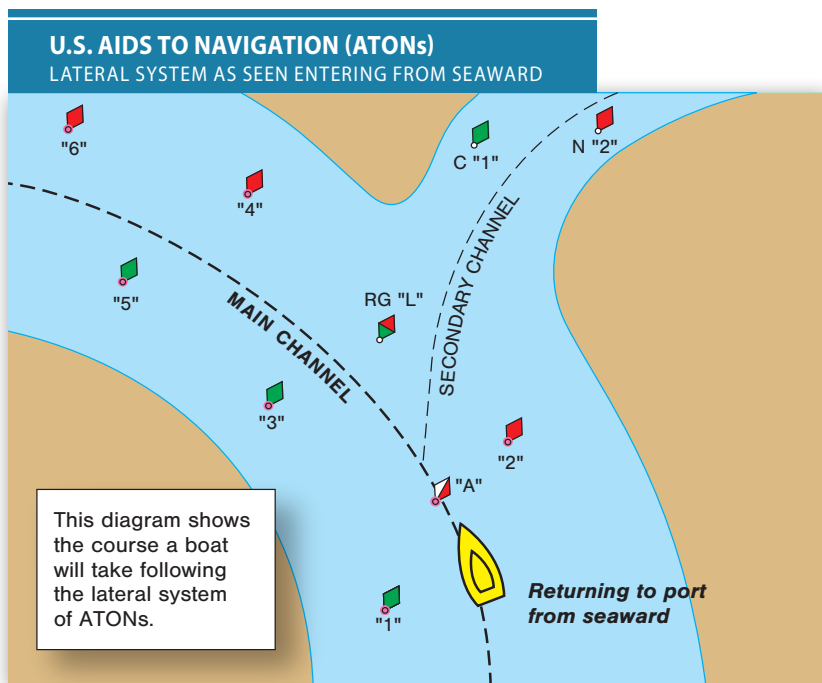 U.S. AIDS TO NAVIGATION (ATONs)
LATERAL SYSTEM AS SEEN ENTERING FROM SEAWARD
"6"
C "1"
N "2"
"4"
"5"
RG "L"
MAIN CHANNEL
SECONDARY CHANNEL
"3"
"2"
"A"
This diagram shows
the course a boat
will take following
the lateral system
of ATONs.
"1"
Returning to port
from seaward